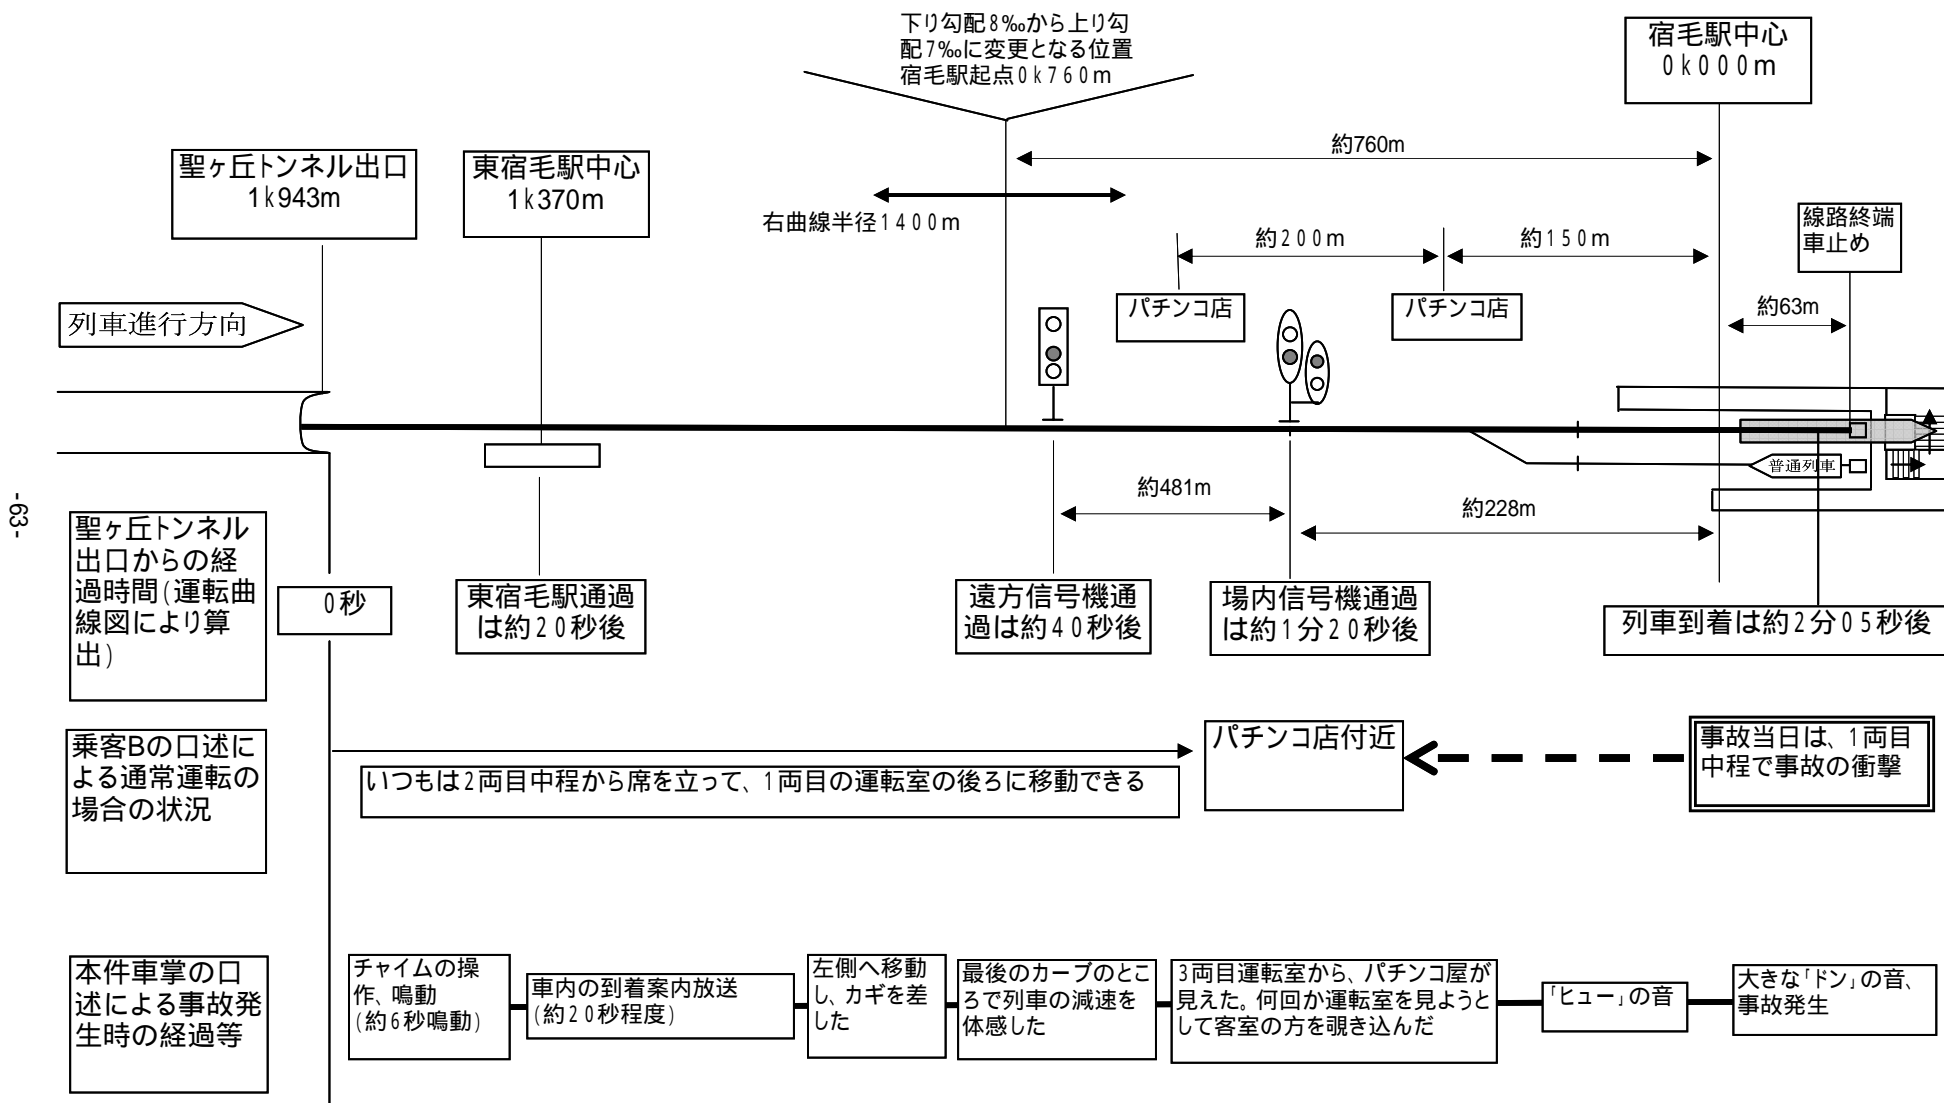 下り勾配8‰から上り勾
配7‰に変更となる位置
宿毛駅起点0k760m
宿毛駅中心
0k000m
約760m
聖ヶ丘トンネル出口
1k943m
東宿毛駅中心
1k370m
右曲線半径1400m
約200m
約150m
線路終端
車止め
パチンコ店
パチンコ店
約63m
列車進行方向
普通列車
約481m
約228m
-63-
聖ヶ丘トンネル
出口からの経
過時間(運転曲
線図により算
出)
0秒
東宿毛駅通過
は約20秒後
遠方信号機通
過は約40秒後
場内信号機通過
は約1分20秒後
列車到着は約2分05秒後
乗客Bの口述に
よる通常運転の
場合の状況
いつもは2両目中程から席を立って、1両目の運転室の後ろに移動できる
パチンコ店付近
事故当日は、1両目
中程で事故の衝撃
本件車掌の口
述による事故発
生時の経過等
チャイムの操
作、鳴動
(約6秒鳴動)
車内の到着案内放送
(約20秒程度)
左側へ移動
し、カギを差
した
最後のカーブのとこ
ろで列車の減速を
体感した
3両目運転室から、パチンコ屋が
見えた。何回か運転室を見ようと
して客室の方を覗き込んだ
「ヒュー」の音
大きな「ドン」の音、
事故発生